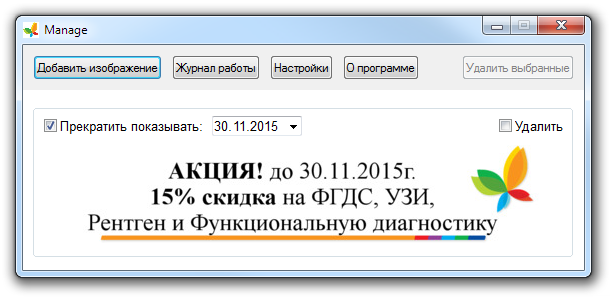 Manage
Добавить изображение Журнал работы Настройки О программе Удалить выбранные
Прекратить показывать: 30.11.2015 Удалить
АКЦИЯ! до 30.11.2015г.
15% скидка на ФГДС, УЗИ,
Рентген и Функциональную диагностику